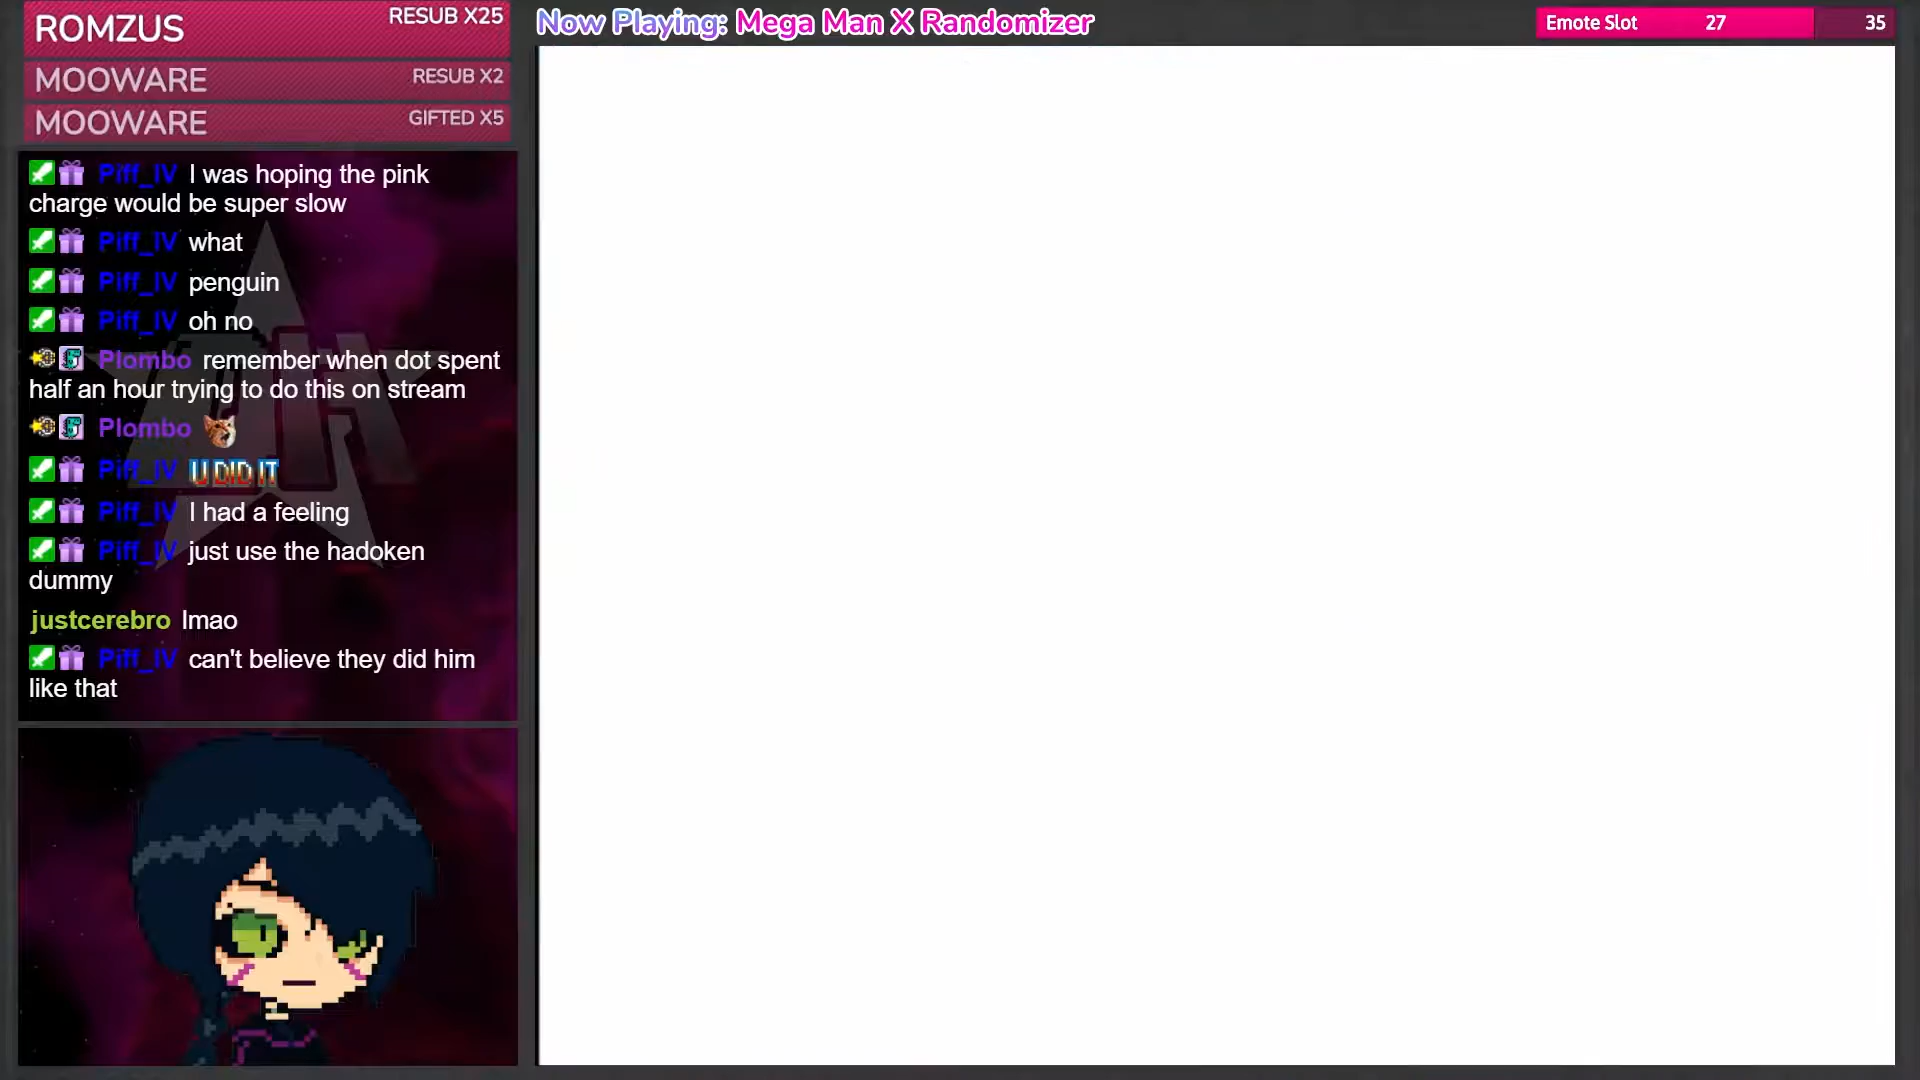 ROMZUS RESUB X25
MOOWARE RESUB X2
MOOWARE GIFTED X5
Now Playing: Mega Man X Randomizer
Emote Slot 27 35
Piff_IV I was hoping the pink
charge would be super slow
Piff_IV what
Piff_IV penguin
Piff_IV oh no
Plombo remember when dot spent
half an hour trying to do this on stream
Plombo
Piff_IV U DID IT
Piff_IV I had a feeling
Piff_IV just use the hadoken
dummy
justcerebro lmao
Piff_IV can't believe they did him
like that